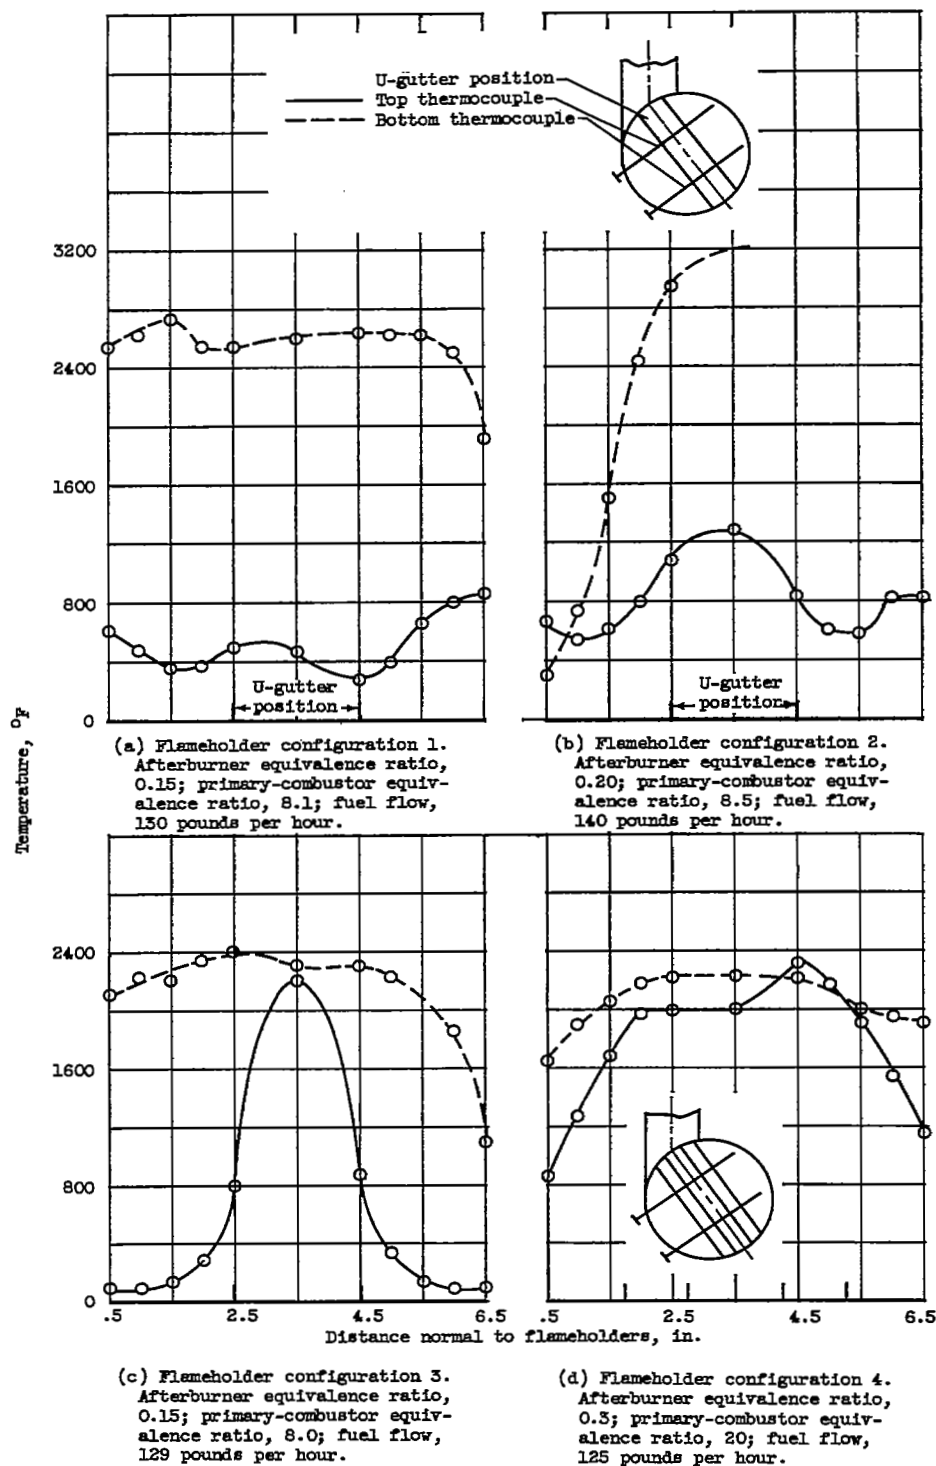 U-gutter position
Top thermocouple
Bottom thermocouple
3200
2400
1600
800
0
U-gutter
position
U-gutter
position
Temperature, °F
(a) Flameholder configuration 1.
Afterburner equivalence ratio,
0.15; primary-combustor equiv-
alence ratio, 8.1; fuel flow,
130 pounds per hour.
(b) Flameholder configuration 2.
Afterburner equivalence ratio,
0.20; primary-combustor equiv-
alence ratio, 8.5; fuel flow,
140 pounds per hour.
2400
1600
800
0
.5 2.5 4.5 6.5
.5 2.5 4.5 6.5
Distance normal to flameholders, in.
(c) Flameholder configuration 3.
Afterburner equivalence ratio,
0.15; primary-combustor equiv-
alence ratio, 8.0; fuel flow,
129 pounds per hour.
(d) Flameholder configuration 4.
Afterburner equivalence ratio,
0.3; primary-combustor equiv-
alence ratio, 20; fuel flow,
125 pounds per hour.